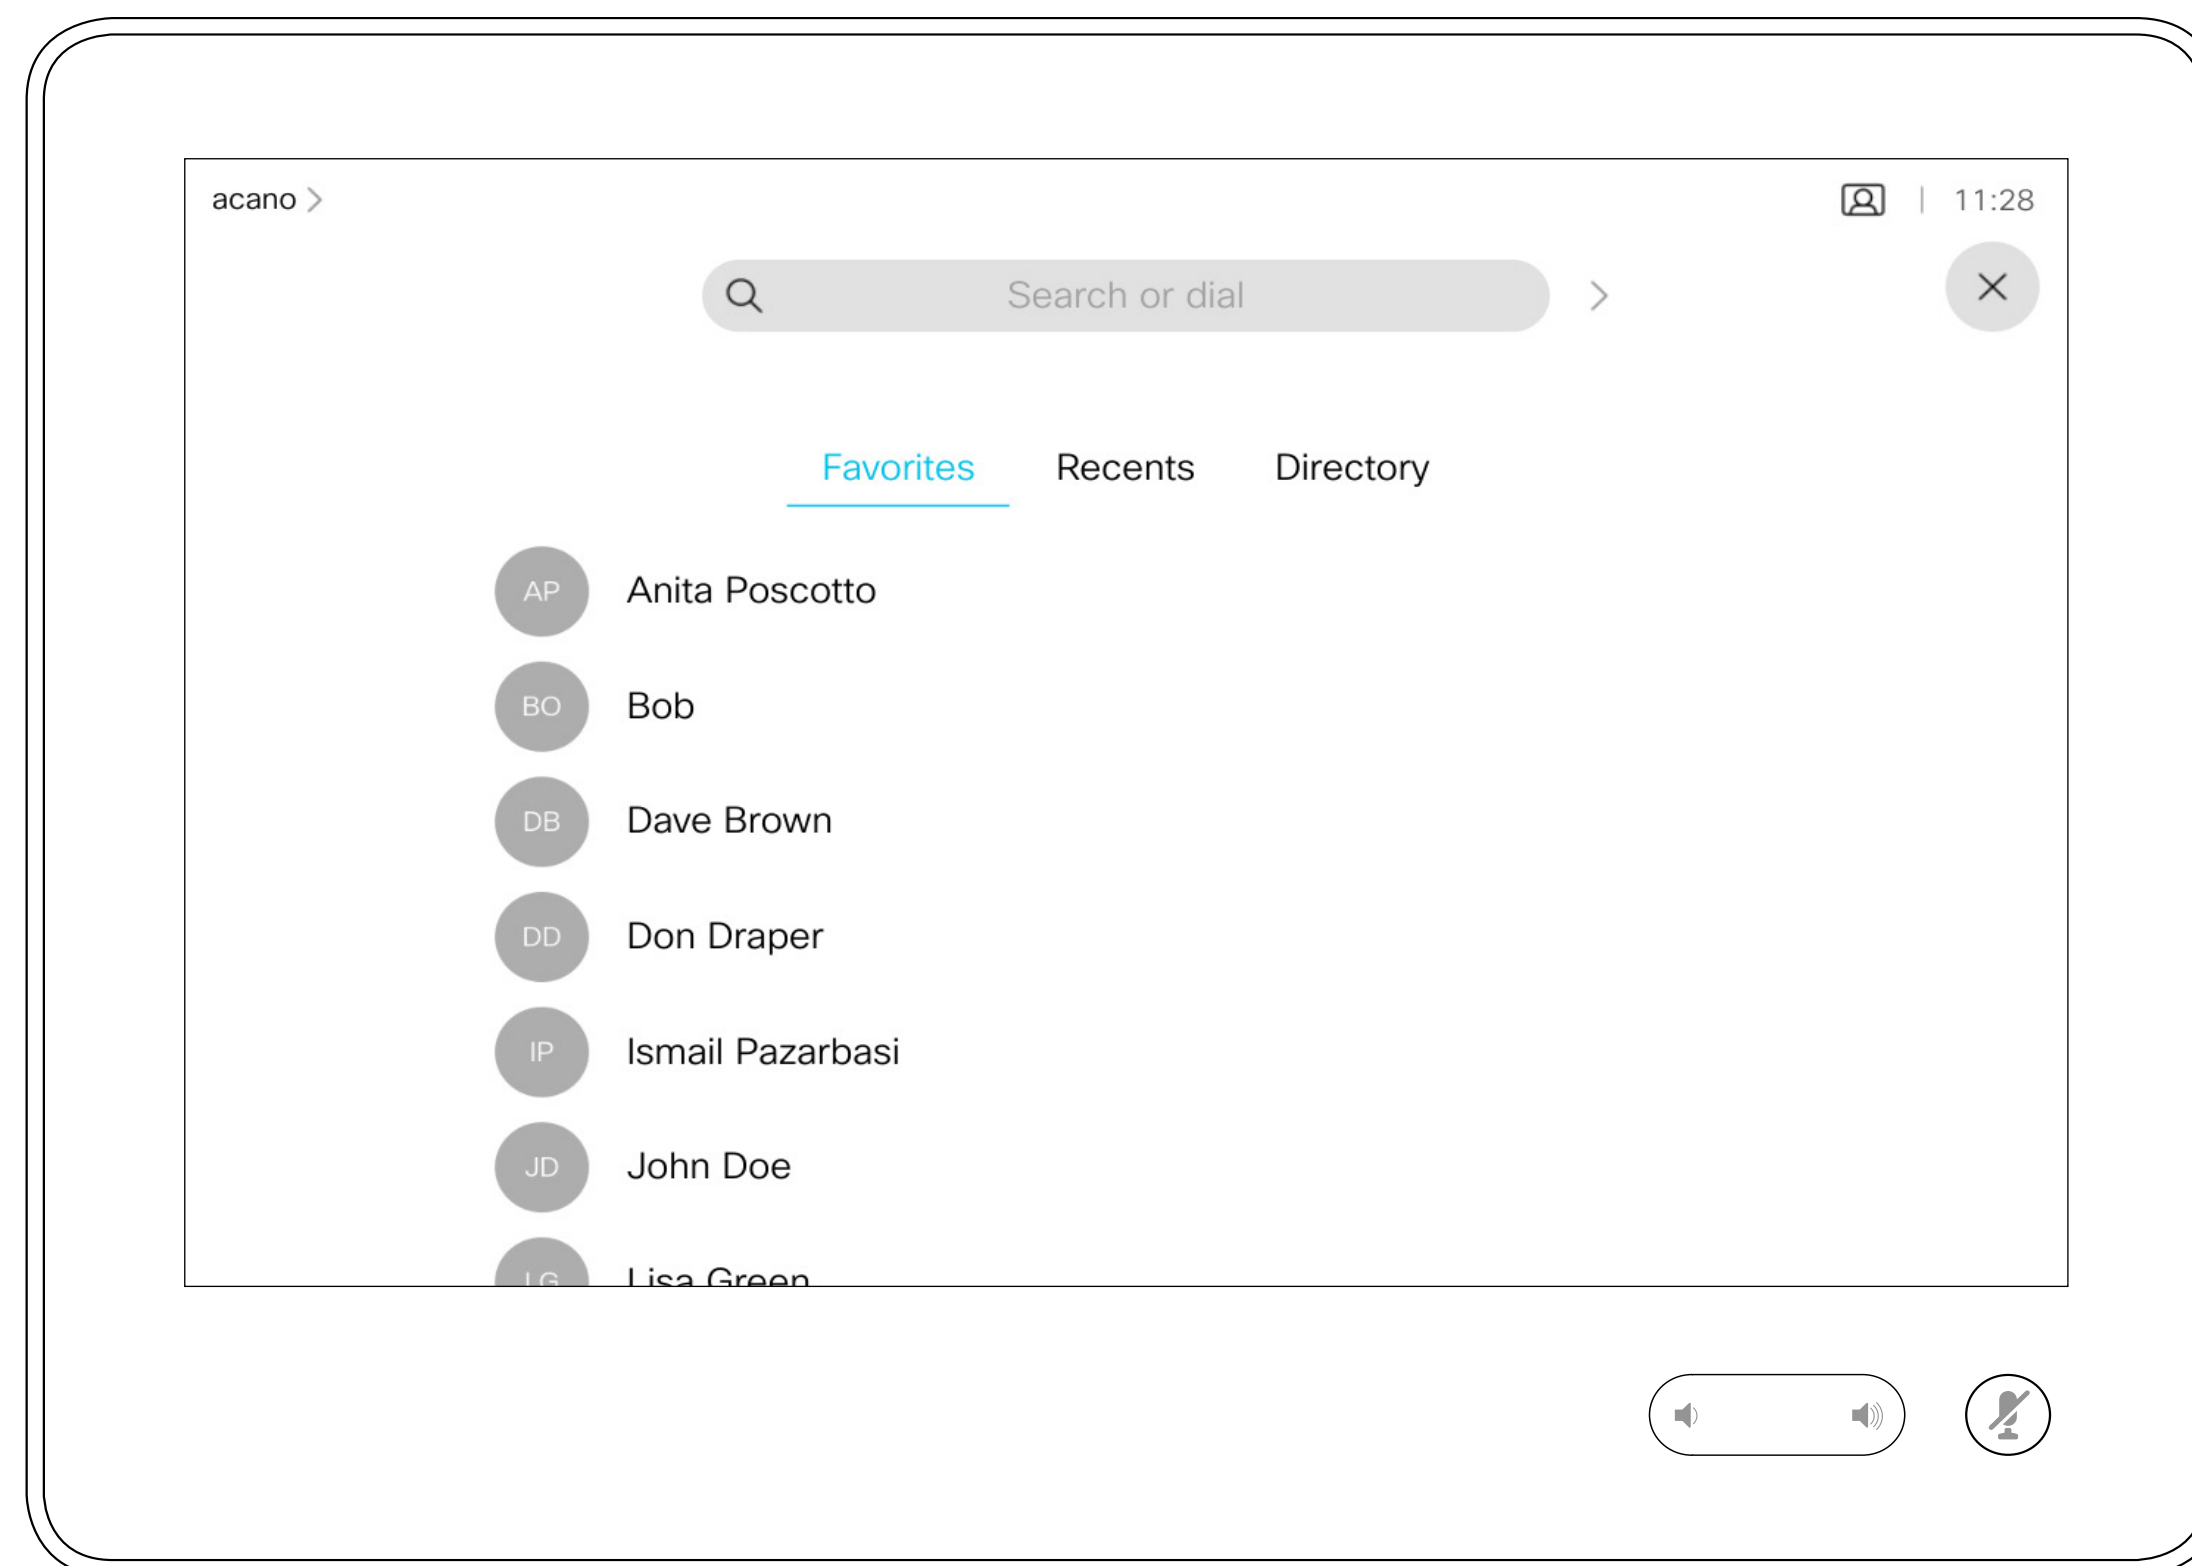 acano
11:28
Search or dial
Favorites Recents Directory
AP Anita Poscotto
BO Bob
DB Dave Brown
DD Don Draper
IP Ismail Pazarbasi
JD John Doe
LG Lisa Green